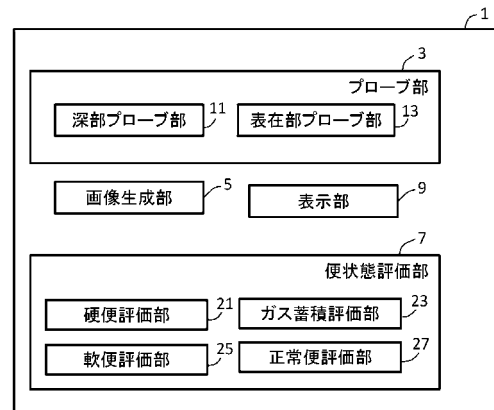 1
3
プローブ部
深部プローブ部 11 表在部プローブ部 13
画像生成部 5 表示部 9
7
便状態評価部
硬便評価部 21 ガス蓄積評価部 23
軟便評価部 25 正常便評価部 27